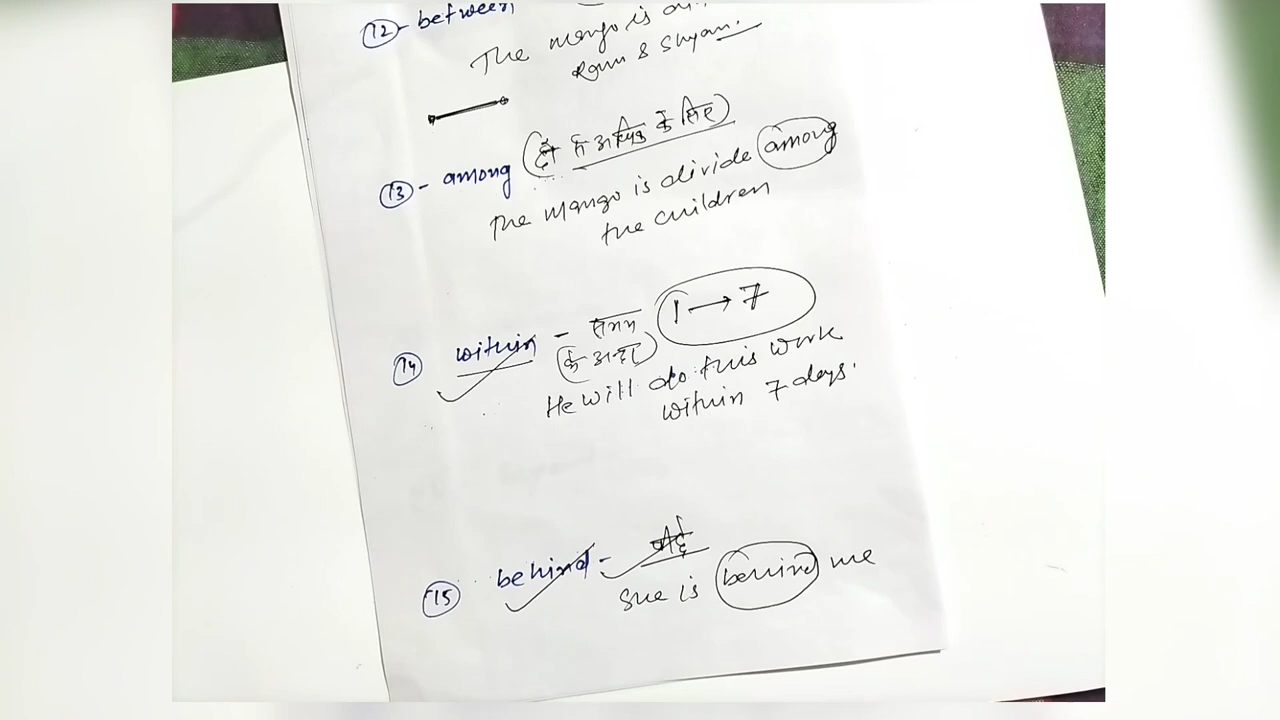 12 - between
The mango is
Ram & Shyam.
13 - among (दो से अधिक के लिए)
The Mango is divide among
the children
14 within - समय 1 → 7
(के अन्दर)
He will do this work
within 7 days.
15 behind -
She is behind me